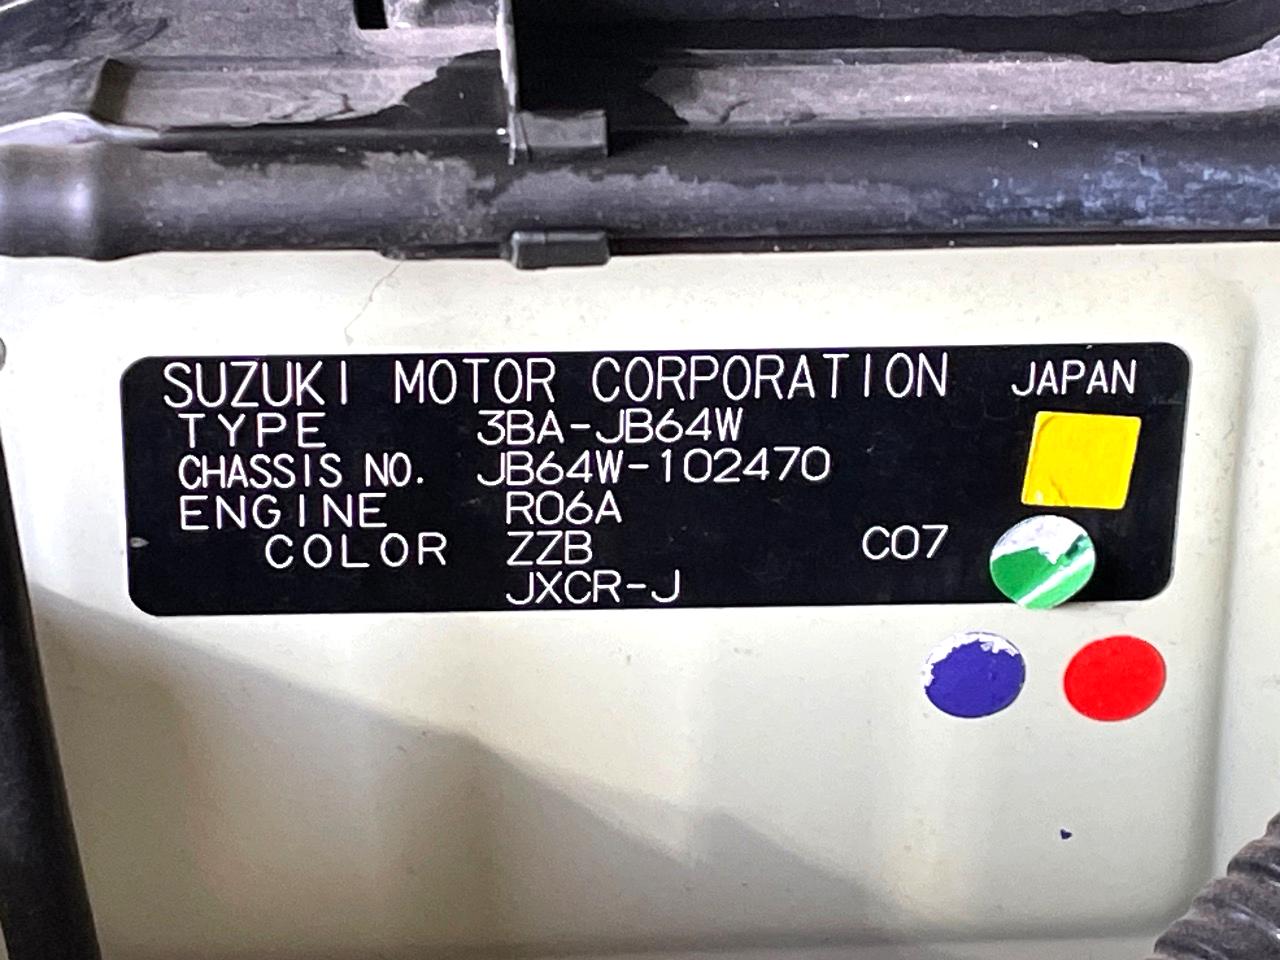 SUZUKI MOTOR CORPORATION JAPAN
TYPE 3BA-JB64W
CHASSIS NO. JB64W-102470
ENGINE R06A
COLOR ZZB C07
JXCR-J